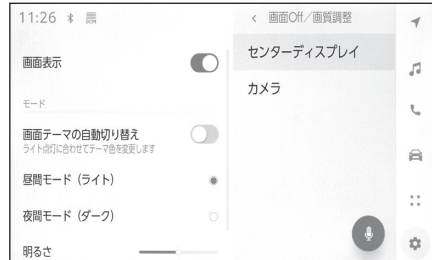 11:26
画面表示
モード
画面テーマの自動切り替え
ライト点灯に合わせてテーマ色を変更します
昼間モード（ライト）
夜間モード（ダーク）
明るさ
＜ 画面Off／画質調整
センターディスプレイ
カメラ